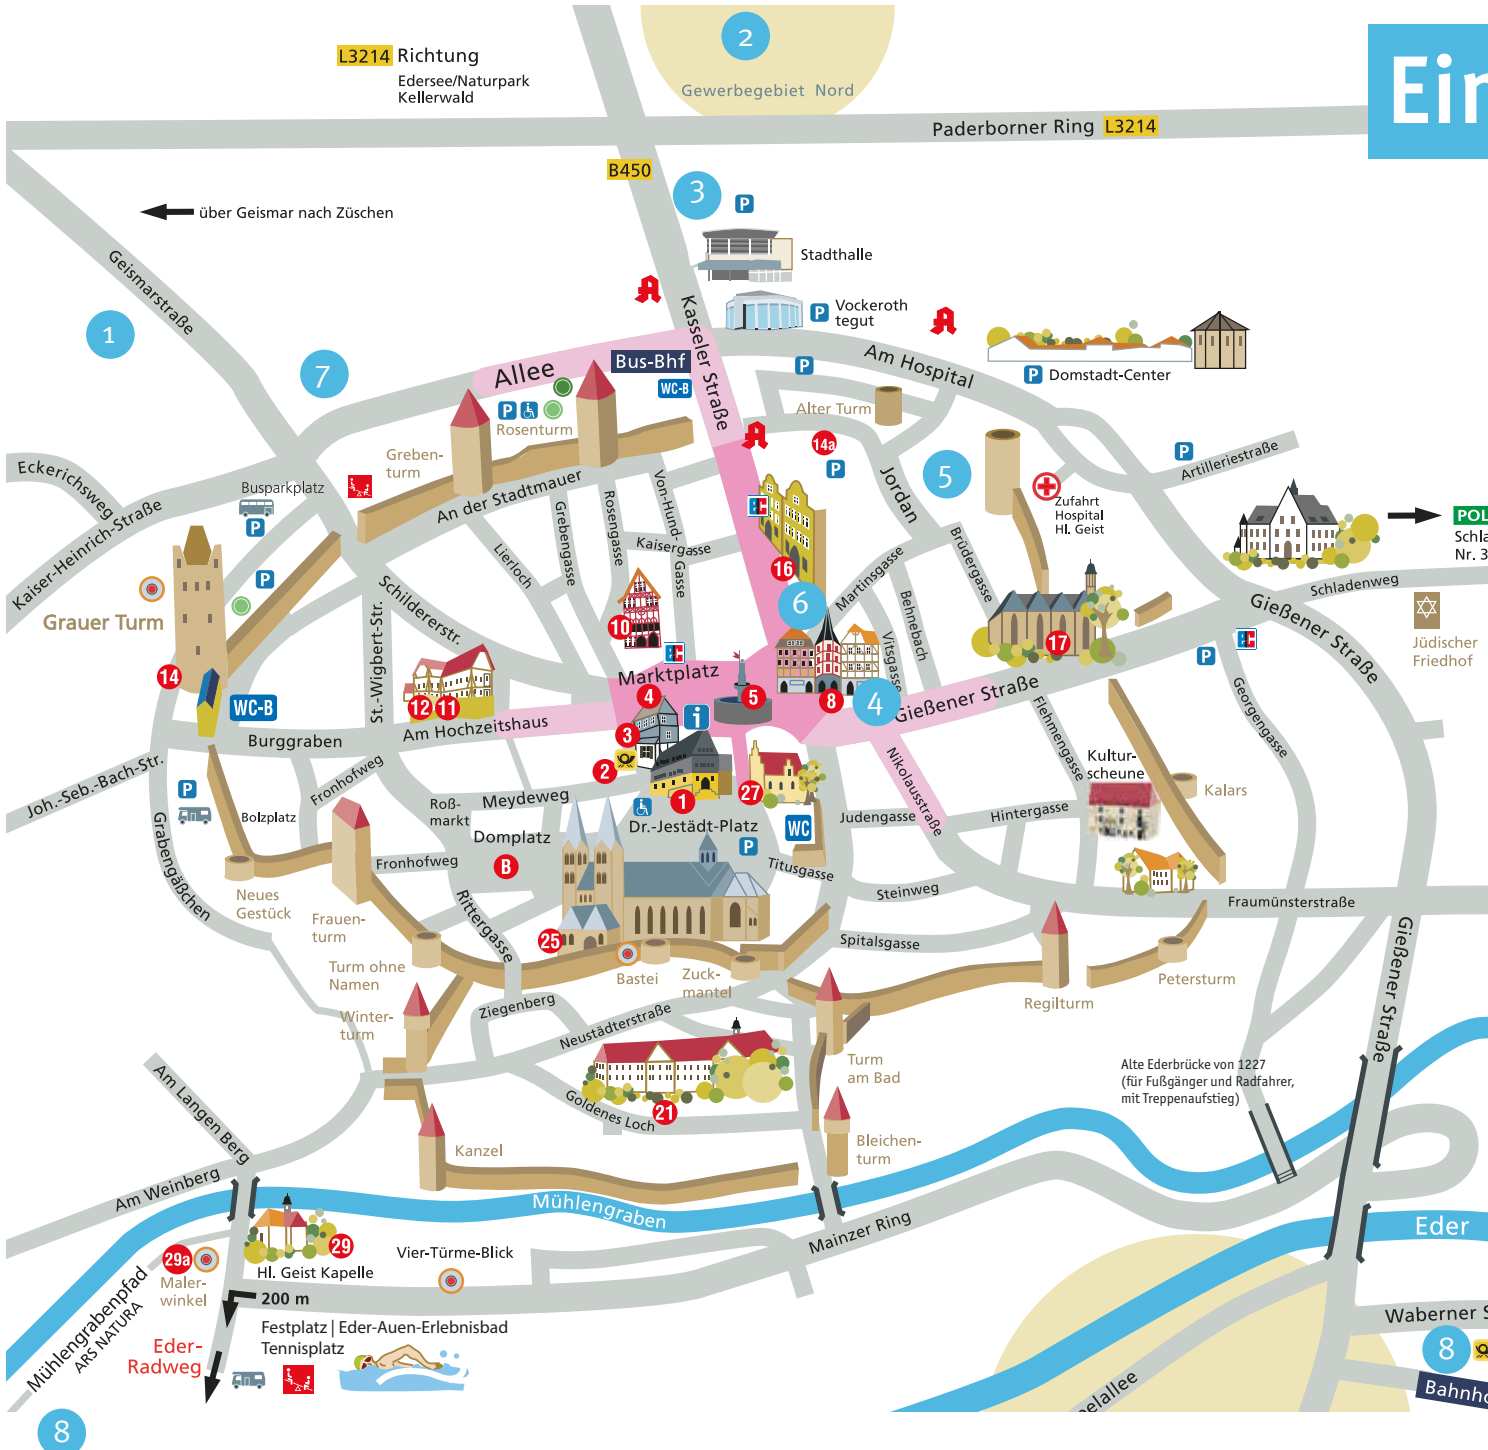 2
L3214 Richtung
Edersee/Naturpark
Kellerwald
Gewerbegebiet Nord
Ein
Paderborner Ring L3214
B450
3
P
über Geismar nach Züschen
Stadthalle
Geismarstraße
A
Kasseler Straße
Vockeroth
tegut
P
A
1
Am Hospital
7
Allee
Bus-Bhf
WC-B
P
P Domstadt-Center
P
Rosenturm
Alter Turm
Greben-
turm
A
14a
P
5
P
Artilleriestraße
Eckerichsweg
Busparkplatz
P
An der Stadtmauer
Von-Hund-
Gasse
Jordan
Zufahrt
Hospital
Hl. Geist
POL
Schla
Nr. 3
Kaiser-Heinrich-Straße
Grebengasse
Rosengasse
Kaisergasse
Lierloch
16
Martinsgasse
Brüdergasse
P
Schildererstr.
Behnebach
Schladenweg
Grauer Turm
St.-Wigbert-Str.
10
6
Vitsgasse
17
Gießener Straße
Jüdischer
Friedhof
P
14
WC-B
12
11
Marktplatz
4
5
8
4
Gießener Straße
Flehmengasse
Georgengasse
Burggraben
Am Hochzeitshaus
3
i
Joh.-Seb.-Bach-Str.
Fronhofweg
2
Nikolausstraße
Kultur-
scheune
P
Roß-
markt
Meydeweg
1
27
Kalars
Grabengäßchen
Bolzplatz
Domplatz
Dr.-Jestädt-Platz
WC
Judengasse
Hintergasse
P
Fronhofweg
B
Titusgasse
Steinweg
Neues
Gestück
Frauen-
turm
Rittergasse
Fraumünsterstraße
25
Spitalsgasse
Gießener Straße
Turm ohne
Namen
Bastei
Zuck-
mantel
Regilturm
Petersturm
Ziegenberg
Winter-
turm
Neustädterstraße
Turm
am Bad
Alte Ederbrücke von 1227
(für Fußgänger und Radfahrer,
mit Treppenaufstieg)
Am Langen Berg
Goldenes Loch
21
Kanzel
Bleichen-
turm
Am Weinberg
Mühlengraben
Mainzer Ring
Eder
29
29a
Vier-Türme-Blick
Hl. Geist Kapelle
Maler-
winkel
200 m
Mühlengrabenpfad
ARS NATURA
Festplatz | Eder-Auen-Erlebnisbad
Tennisplatz
Eder-
Radweg
Waberner S
8
Bahnho
elallee
8